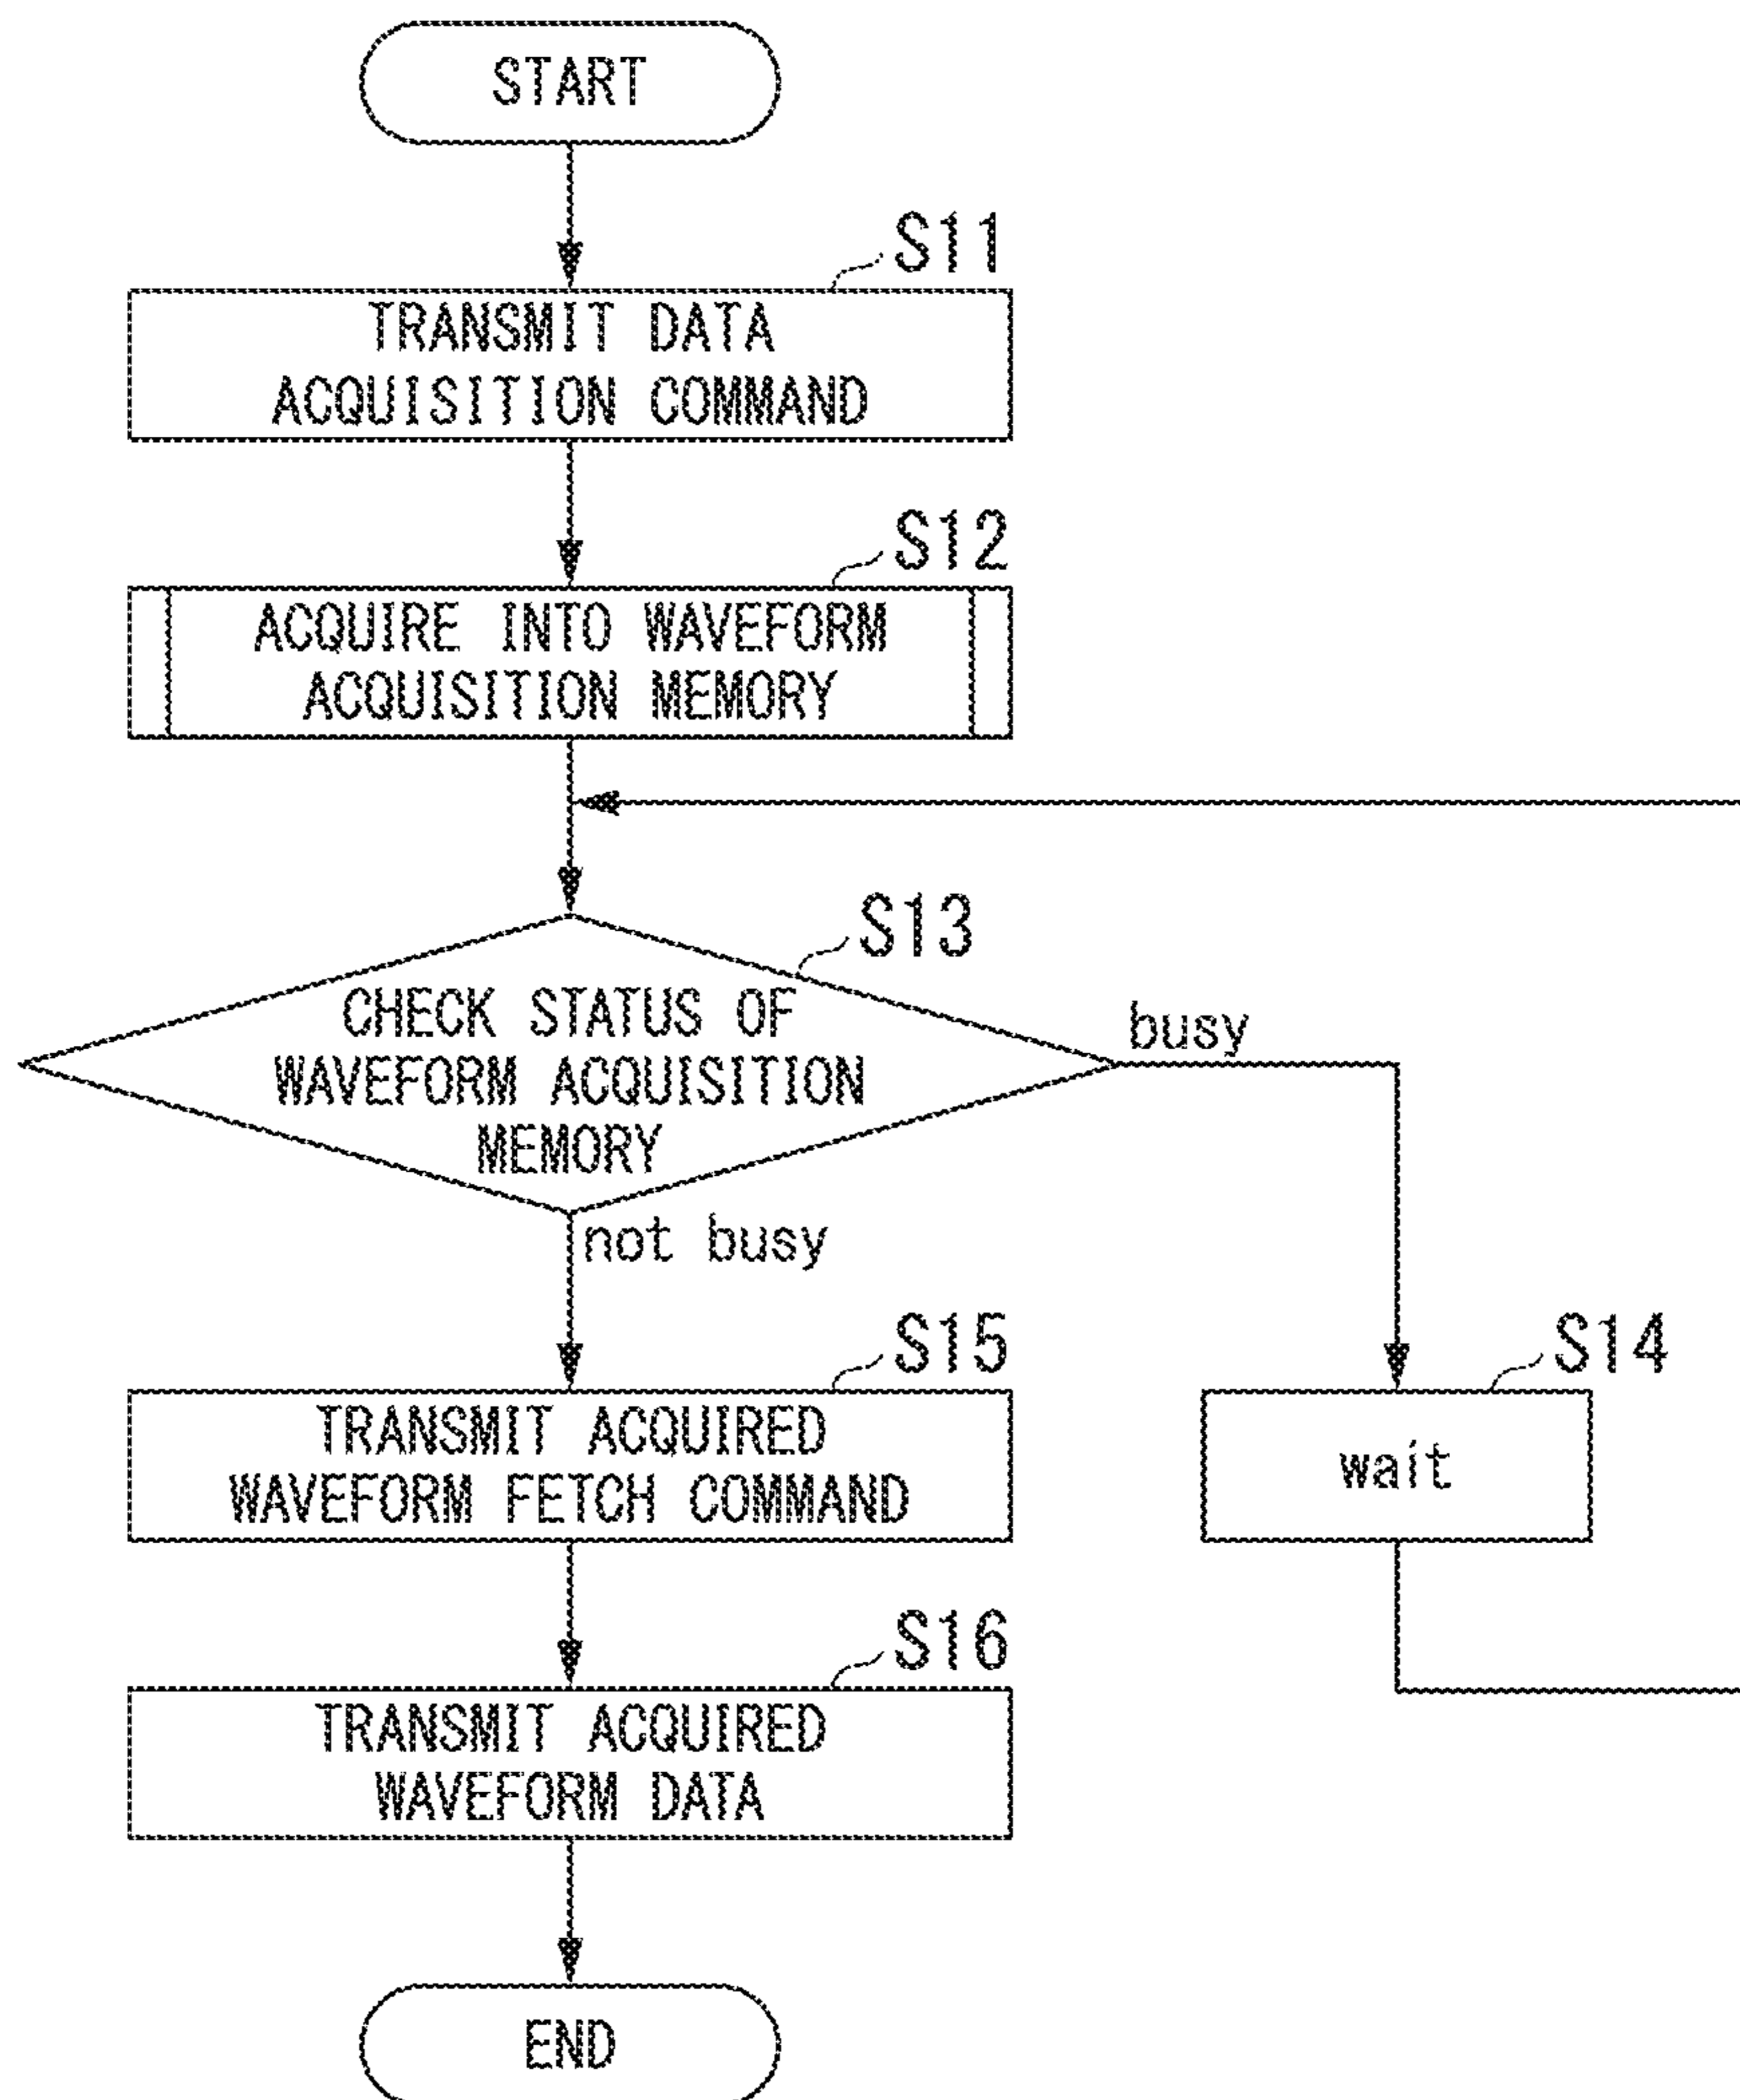 START
S11
TRANSMIT DATA
ACQUISITION COMMAND
S12
ACQUIRE INTO WAVEFORM
ACQUISITION MEMORY
S13
CHECK STATUS OF
WAVEFORM ACQUISITION
MEMORY
busy
not busy
S15
TRANSMIT ACQUIRED
WAVEFORM FETCH COMMAND
S14
wait
S16
TRANSMIT ACQUIRED
WAVEFORM DATA
END